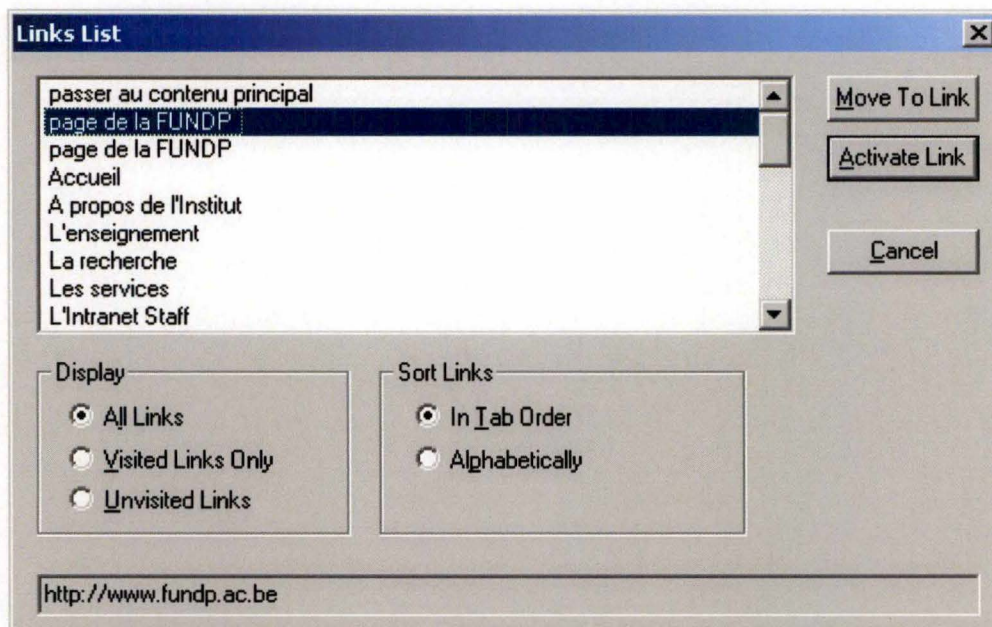 Links List
passer au contenu principal
page de la FUNDP
page de la FUNDP
Accueil
A propos de l'Institut
L'enseignement
La recherche
Les services
L'Intranet Staff
Move To Link
Activate Link
Cancel
Display
All Links
Visited Links Only
Unvisited Links
Sort Links
In Tab Order
Alphabetically
http://www.fundp.ac.be